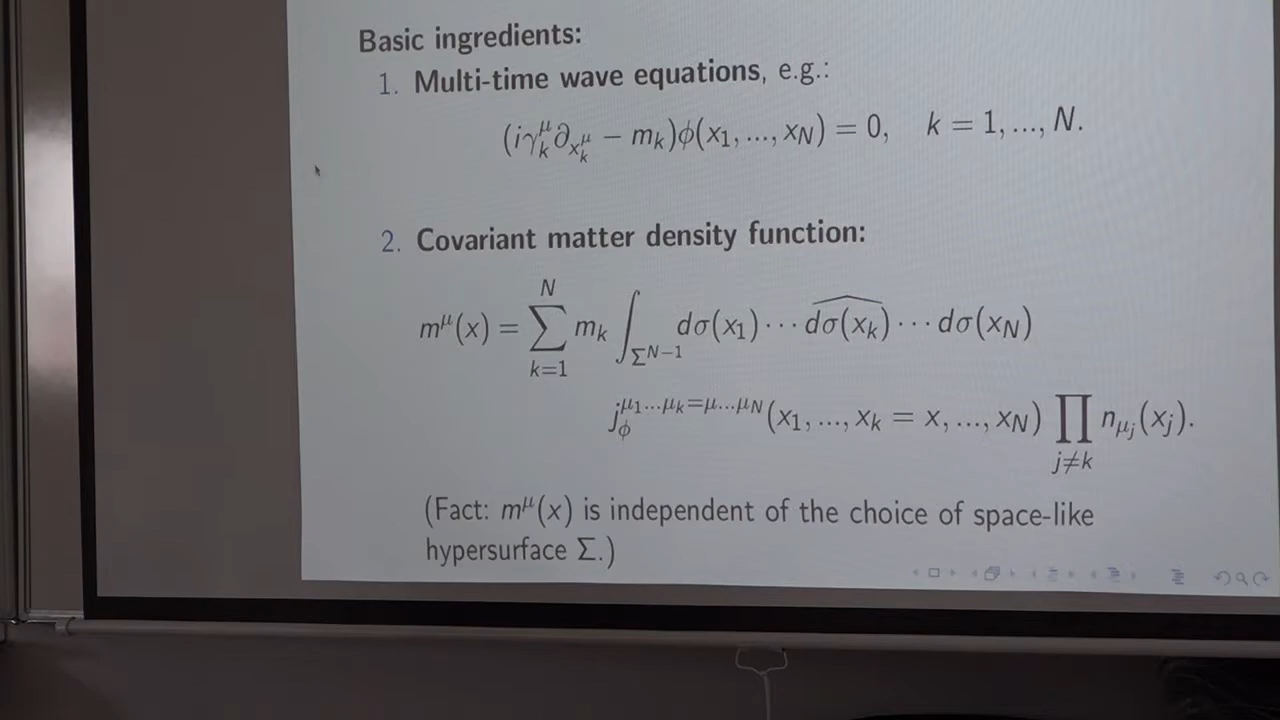 Basic ingredients:
1. Multi-time wave equations, e.g.:
(iγ_k^μ ∂_{x_k^μ} − m_k)ϕ(x_1, ..., x_N) = 0, k = 1, ..., N.
2. Covariant matter density function:
m^μ(x) = ∑_{k=1}^{N} m_k ∫_{Σ^{N−1}} dσ(x_1) ⋯ \widehat{dσ(x_k)} ⋯ dσ(x_N)
j_ϕ^{μ_1...μ_k=μ...μ_N}(x_1, ..., x_k = x, ..., x_N) ∏_{j≠k} n_{μ_j}(x_j).
(Fact: m^μ(x) is independent of the choice of space-like
hypersurface Σ.)